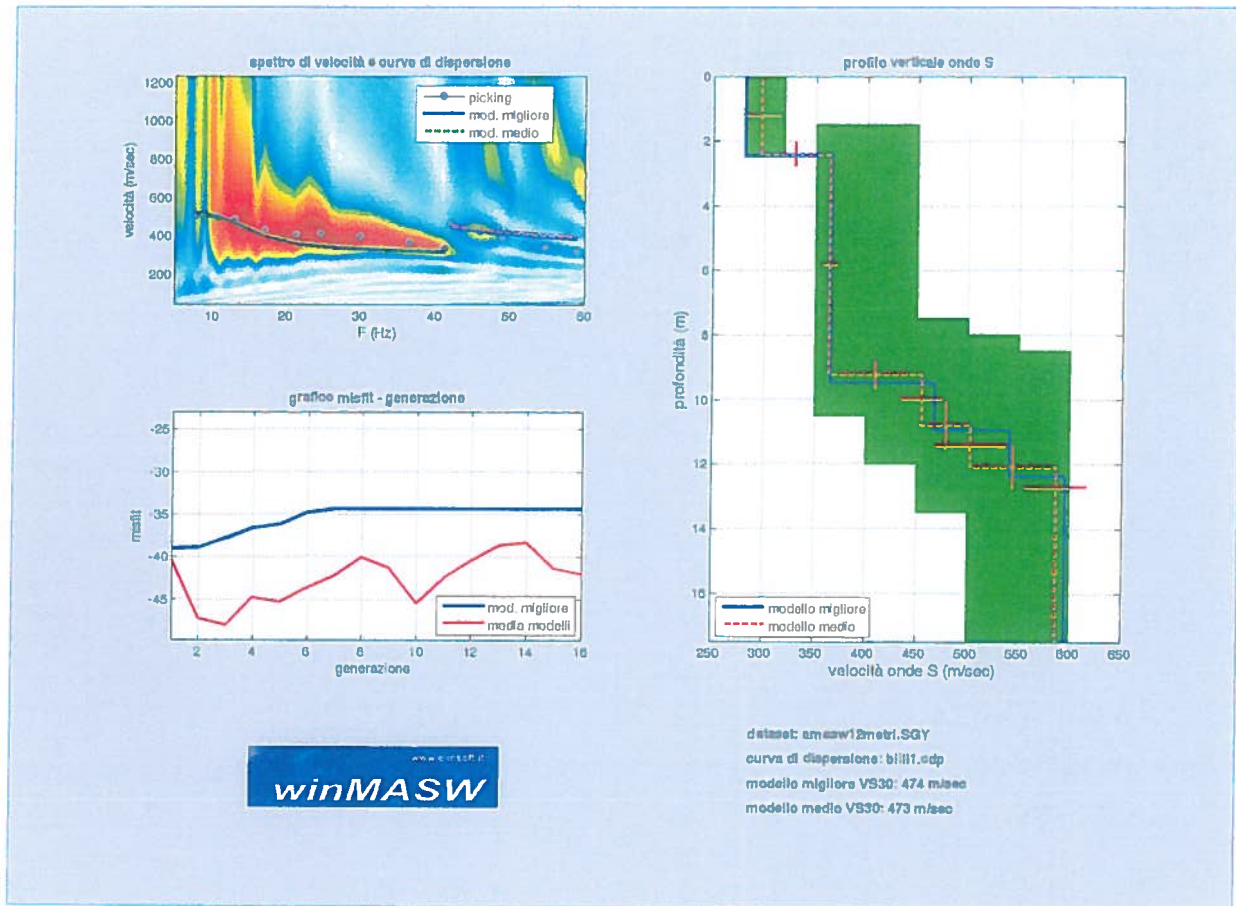 spettro di velocità e curva di dispersione
1200
1000
800
600
400
200
velocità (m/sec)
picking
mod. migliore
mod. medio
10
20
30
40
50
60
F (Hz)
grafico misfit - generazione
-25
-30
-35
-40
-45
misfit
mod. migliore
media modelli
2
4
6
8
10
12
14
16
generazione
profilo verticale onde S
0
2
4
6
8
10
12
14
16
profondità (m)
modello migliore
modello medio
250
300
350
400
450
500
550
600
650
velocità onde S (m/sec)
winMASW
dataset: amasw12metri.SGY
curva di dispersione:
modello migliore VS30: 474 m/sec
modello medio VS30: 473 m/sec